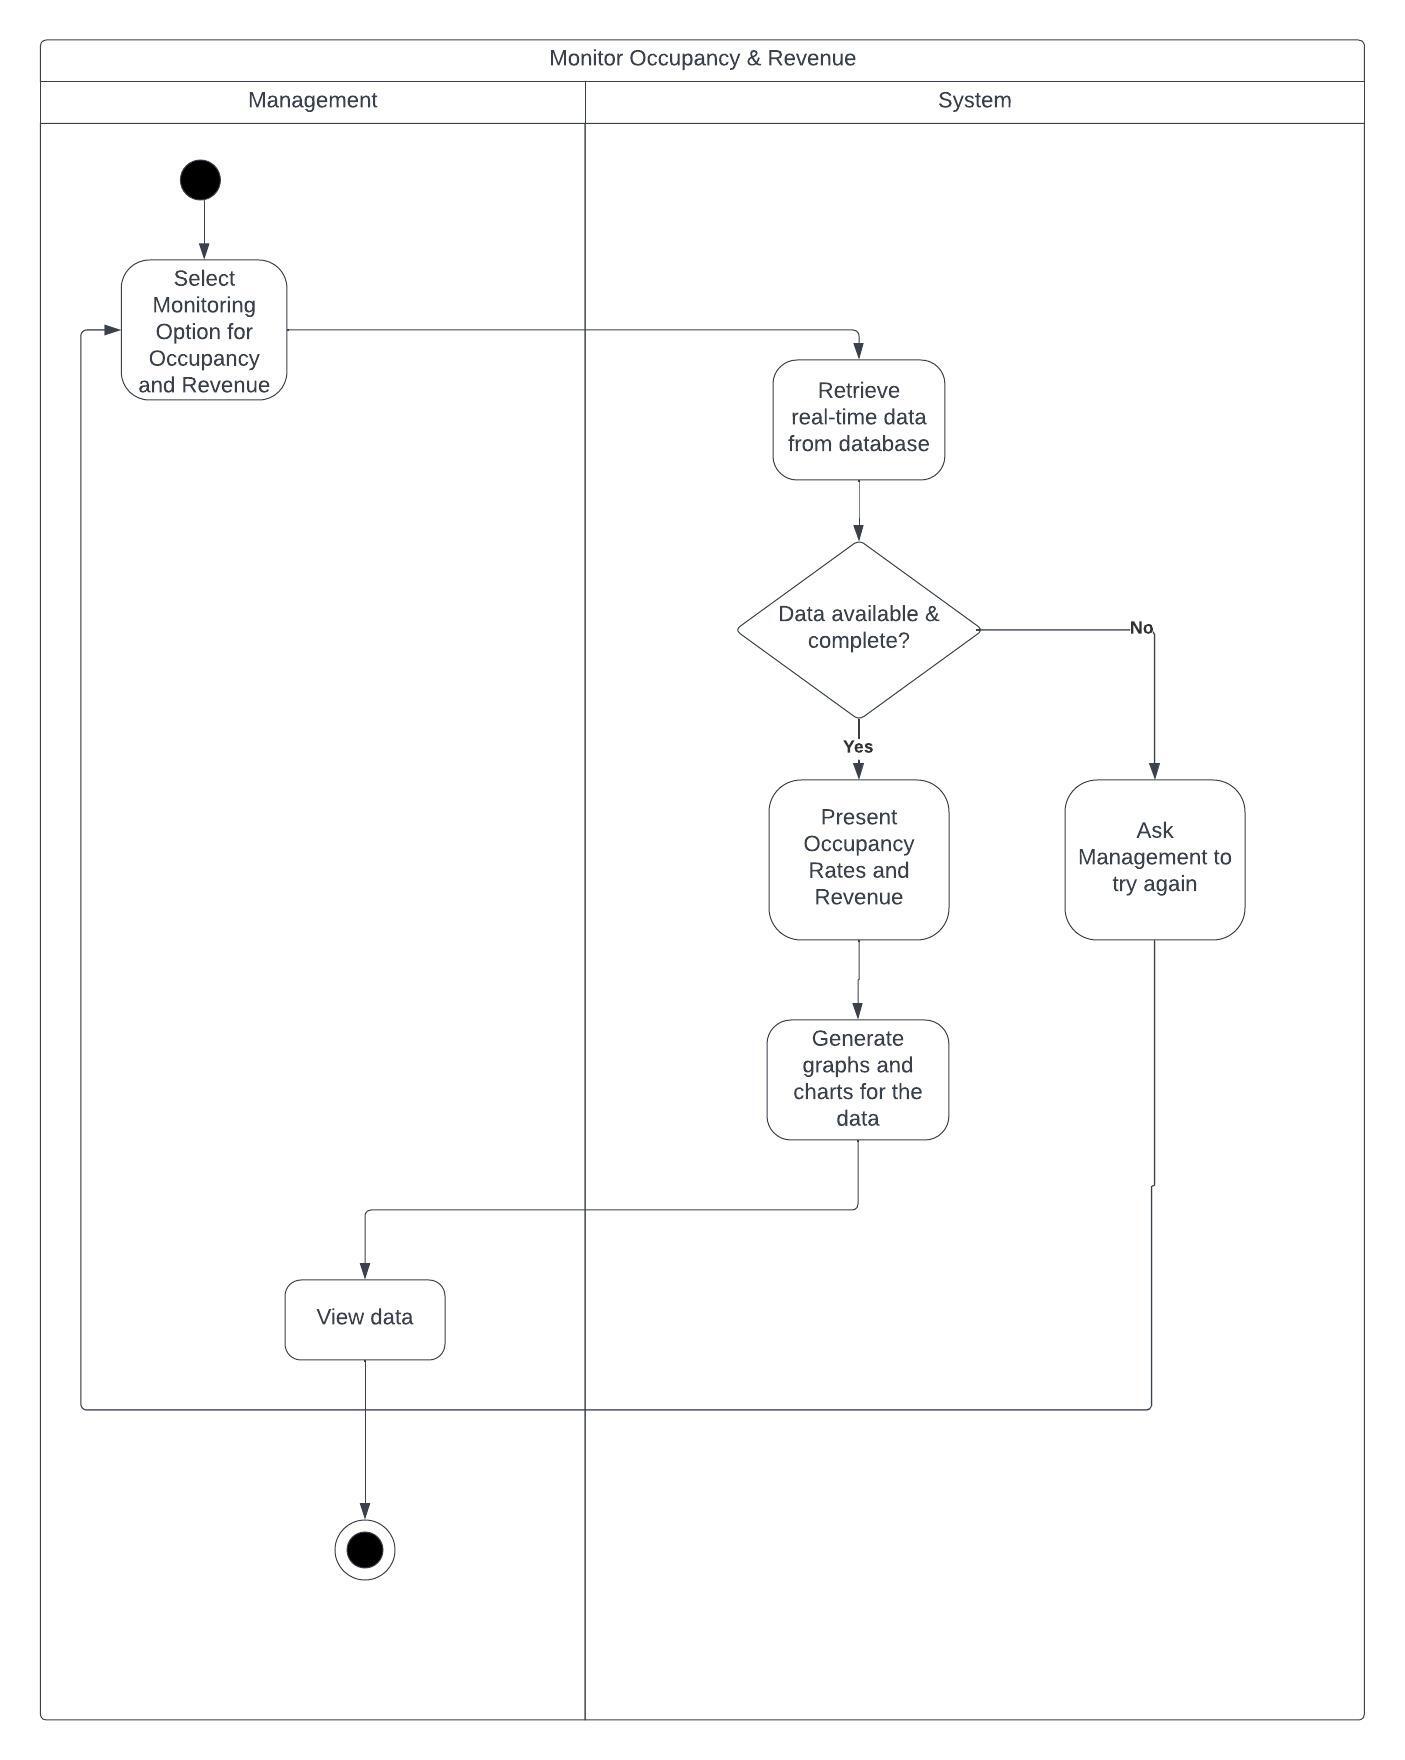 Monitor Occupancy & Revenue
Management
System
Select
Monitoring
Option for
Occupancy
and Revenue
Retrieve
real-time data
from database
Data available &
complete?
No
Yes
Present
Occupancy
Rates and
Revenue
Ask
Management to
try again
Generate
graphs and
charts for the
data
View data